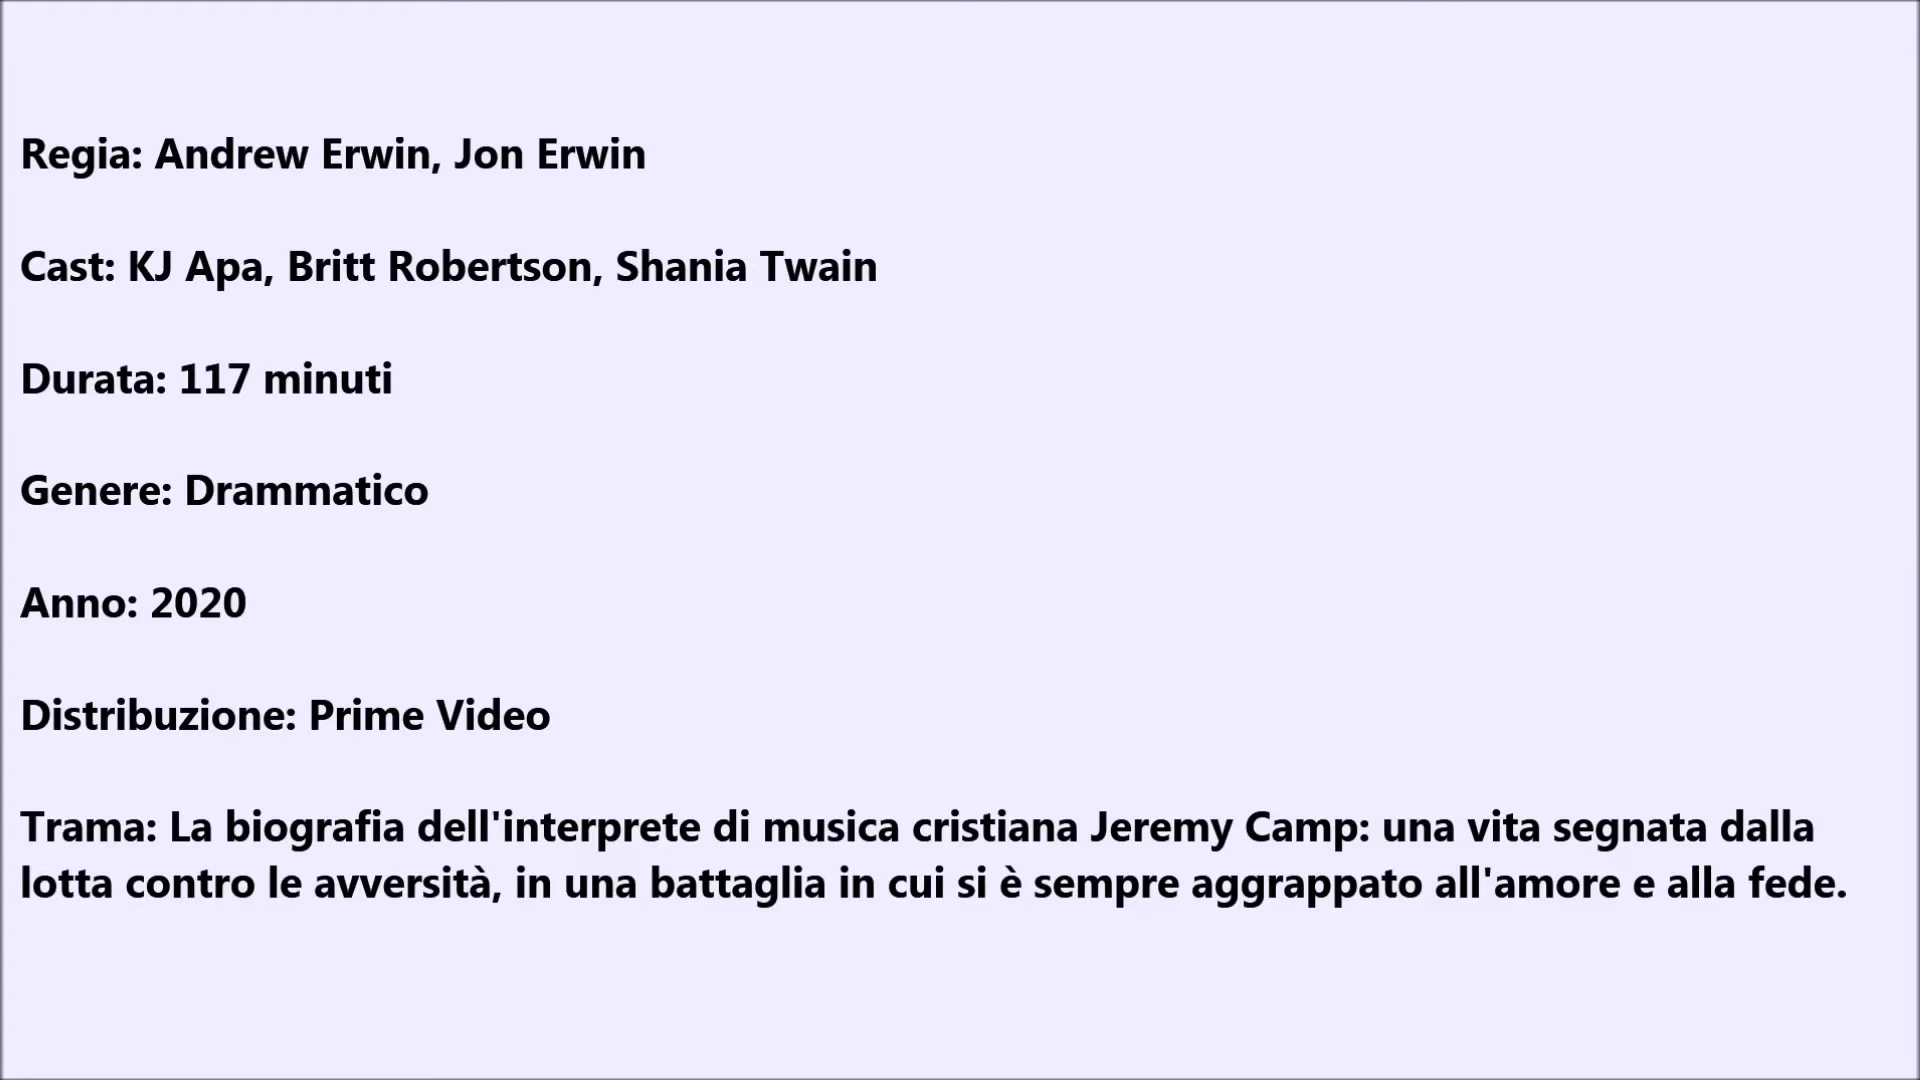 Regia: Andrew Erwin, Jon Erwin
Cast: KJ Apa, Britt Robertson, Shania Twain
Durata: 117 minuti
Genere: Drammatico
Anno: 2020
Distribuzione: Prime Video
Trama: La biografia dell'interprete di musica cristiana Jeremy Camp: una vita segnata dalla
lotta contro le avversità, in una battaglia in cui si è sempre aggrappato all'amore e alla fede.